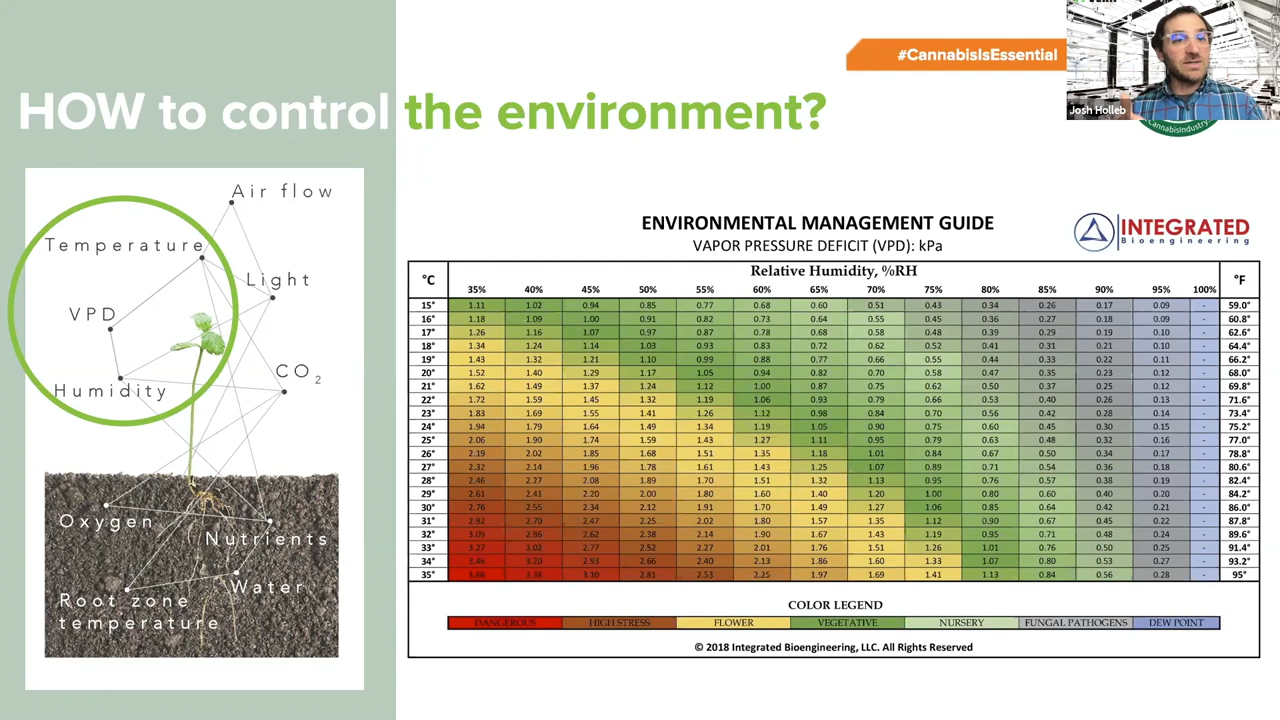 #CannabisIsEssential
Josh Holleb
CannabisIndustry
HOW to control the environment?
Air flow
Temperature
Light
VPD
CO2
Humidity
Oxygen
Nutrients
Water
Root zone
temperature
ENVIRONMENTAL MANAGEMENT GUIDE
VAPOR PRESSURE DEFICIT (VPD): kPa
INTEGRATED
Bioengineering
Relative Humidity, %RH
°C 35% 40% 45% 50% 55% 60% 65% 70% 75% 80% 85% 90% 95% 100% °F
15° 1.11 1.02 0.94 0.85 0.77 0.68 0.60 0.51 0.43 0.34 0.26 0.17 0.09 - 59.0°
16° 1.18 1.09 1.00 0.91 0.82 0.73 0.64 0.55 0.45 0.36 0.27 0.18 0.09 - 60.8°
17° 1.26 1.16 1.07 0.97 0.87 0.78 0.68 0.58 0.48 0.39 0.29 0.19 0.10 - 62.6°
18° 1.34 1.24 1.14 1.03 0.93 0.83 0.72 0.62 0.52 0.41 0.31 0.21 0.10 - 64.4°
19° 1.43 1.32 1.21 1.10 0.99 0.88 0.77 0.66 0.55 0.44 0.33 0.22 0.11 - 66.2°
20° 1.52 1.40 1.29 1.17 1.05 0.94 0.82 0.70 0.58 0.47 0.35 0.23 0.12 - 68.0°
21° 1.62 1.49 1.37 1.24 1.12 1.00 0.87 0.75 0.62 0.50 0.37 0.25 0.12 - 69.8°
22° 1.72 1.59 1.45 1.32 1.19 1.06 0.93 0.79 0.66 0.53 0.40 0.26 0.13 - 71.6°
23° 1.83 1.69 1.55 1.41 1.26 1.12 0.98 0.84 0.70 0.56 0.42 0.28 0.14 - 73.4°
24° 1.94 1.79 1.64 1.49 1.34 1.19 1.05 0.90 0.75 0.60 0.45 0.30 0.15 - 75.2°
25° 2.06 1.90 1.74 1.59 1.43 1.27 1.11 0.95 0.79 0.63 0.48 0.32 0.16 - 77.0°
26° 2.19 2.02 1.85 1.68 1.51 1.35 1.18 1.01 0.84 0.67 0.50 0.34 0.17 - 78.8°
27° 2.32 2.14 1.96 1.78 1.61 1.43 1.25 1.07 0.89 0.71 0.54 0.36 0.18 - 80.6°
28° 2.46 2.27 2.08 1.89 1.70 1.51 1.32 1.13 0.95 0.76 0.57 0.38 0.19 - 82.4°
29° 2.61 2.41 2.20 2.00 1.80 1.60 1.40 1.20 1.00 0.80 0.60 0.40 0.20 - 84.2°
30° 2.76 2.55 2.34 2.12 1.91 1.70 1.49 1.27 1.06 0.85 0.64 0.42 0.21 - 86.0°
31° 2.92 2.70 2.47 2.25 2.02 1.80 1.57 1.35 1.12 0.90 0.67 0.45 0.22 - 87.8°
32° 3.09 2.86 2.62 2.38 2.14 1.90 1.67 1.43 1.19 0.95 0.71 0.48 0.24 - 89.6°
33° 3.27 3.02 2.77 2.52 2.27 2.01 1.76 1.51 1.26 1.01 0.76 0.50 0.25 - 91.4°
34° 3.46 3.20 2.93 2.66 2.40 2.13 1.86 1.60 1.33 1.07 0.80 0.53 0.27 - 93.2°
35° 3.66 3.38 3.10 2.81 2.53 2.25 1.97 1.69 1.41 1.13 0.84 0.56 0.28 - 95°
COLOR LEGEND
DANGEROUS HIGH STRESS FLOWER VEGETATIVE NURSERY FUNGAL PATHOGENS DEW POINT
© 2018 Integrated Bioengineering, LLC. All Rights Reserved